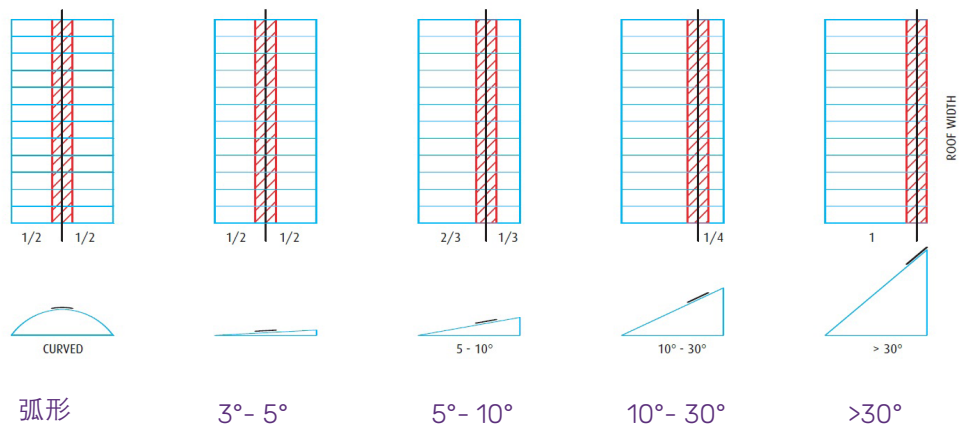 1/2 1/2
1/2 1/2
2/3 1/3
1/4
1
ROOF WIDTH
CURVED
5 - 10°
10° - 30°
> 30°
弧形
3°- 5°
5°- 10°
10°- 30°
>30°